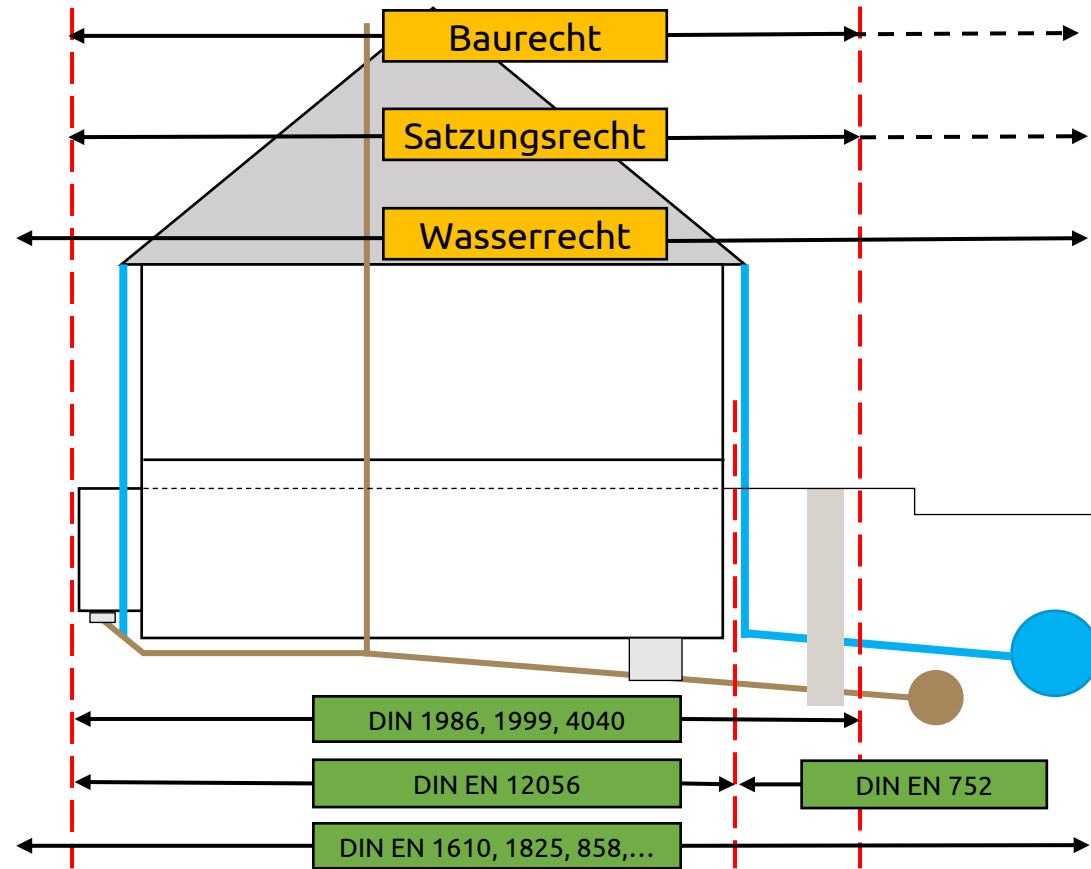 Baurecht
Satzungsrecht
Wasserrecht
DIN 1986, 1999, 4040
DIN EN 12056
DIN EN 752
DIN EN 1610, 1825, 858,...